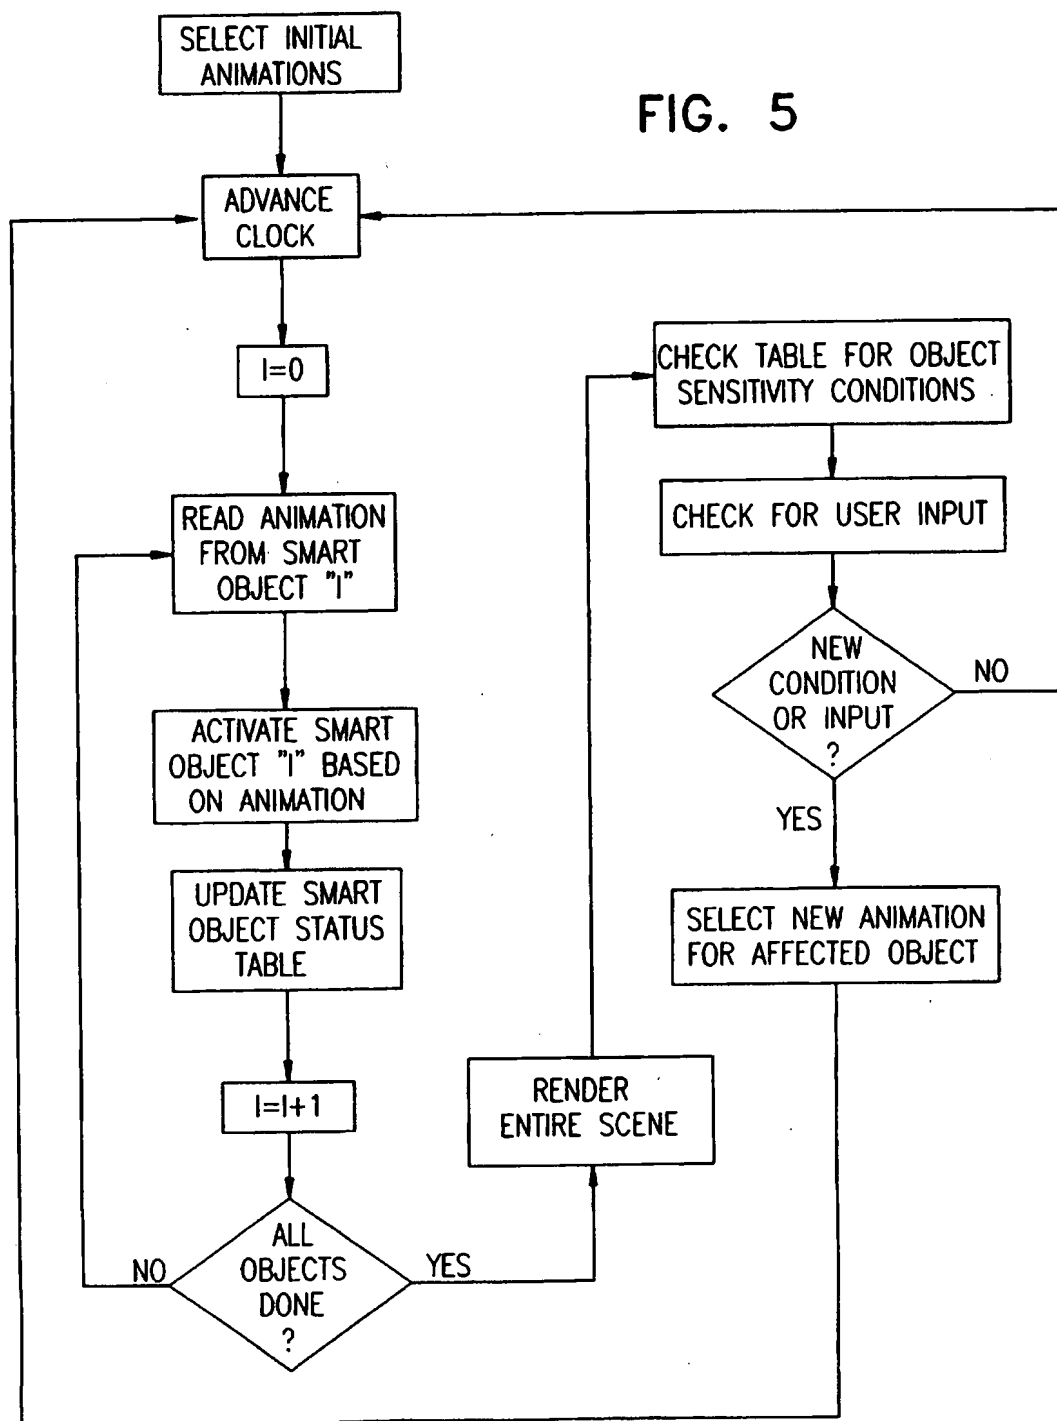 SELECT INITIAL
ANIMATIONS
FIG. 5
ADVANCE
CLOCK
I=0
READ ANIMATION
FROM SMART
OBJECT "I"
ACTIVATE SMART
OBJECT "I" BASED
ON ANIMATION
UPDATE SMART
OBJECT STATUS
TABLE
I=I+1
ALL
OBJECTS
DONE
?
NO
YES
RENDER
ENTIRE SCENE
CHECK TABLE FOR OBJECT
SENSITIVITY CONDITIONS
CHECK FOR USER INPUT
NEW
CONDITION
OR INPUT
?
NO
YES
SELECT NEW ANIMATION
FOR AFFECTED OBJECT